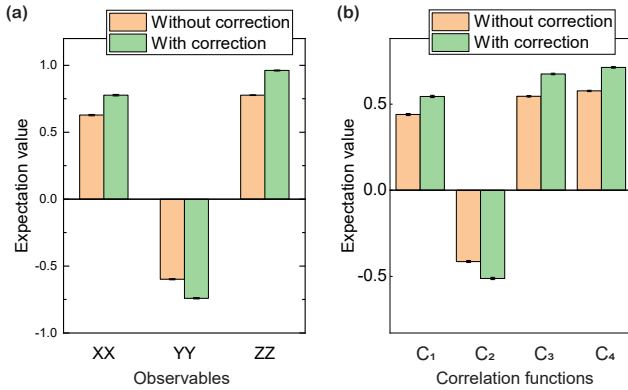 (a)
Without correction
With correction
1.0
0.5
0.0
-0.5
-1.0
Expectation value
XX YY ZZ
Observables
(b)
Without correction
With correction
0.5
0.0
-0.5
Expectation value
C₁ C₂ C₃ C₄
Correlation functions